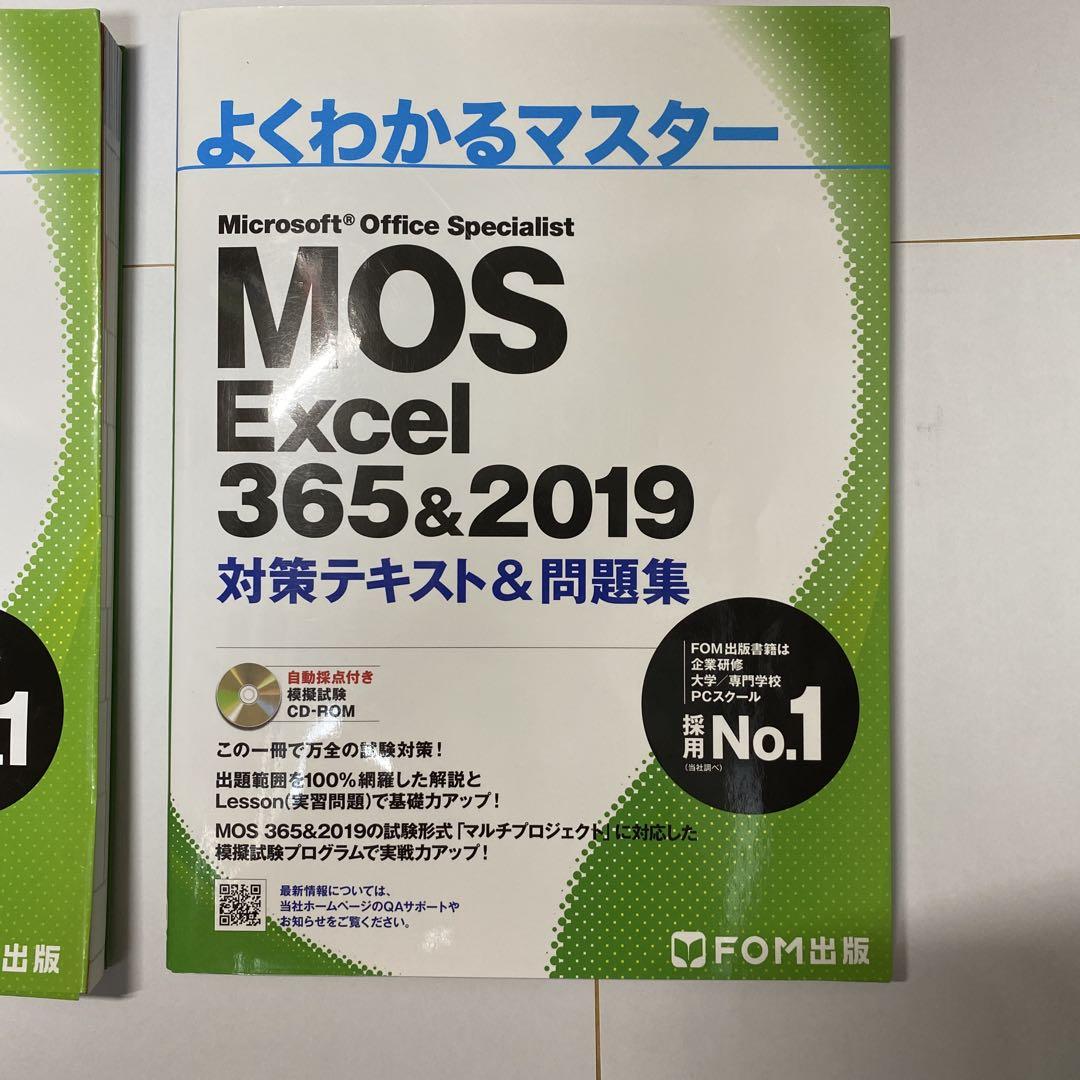 よくわかるマスター
Microsoft® Office Specialist
MOS
Excel
365&2019
対策テキスト&問題集
自動採点付き
模擬試験
CD-ROM
FOM出版書籍は
企業研修
大学/専門学校
PCスクール
採用 No.1
(当社調べ)
この一冊で万全の試験対策!
出題範囲を100%網羅した解説と
Lesson(実習問題)で基礎力アップ!
MOS 365&2019の試験形式「マルチプロジェクト」に対応した
模擬試験プログラムで実戦力アップ!
最新情報については、
当社ホームページのQAサポートや
お知らせをご覧ください。
FOM出版
.1
出版